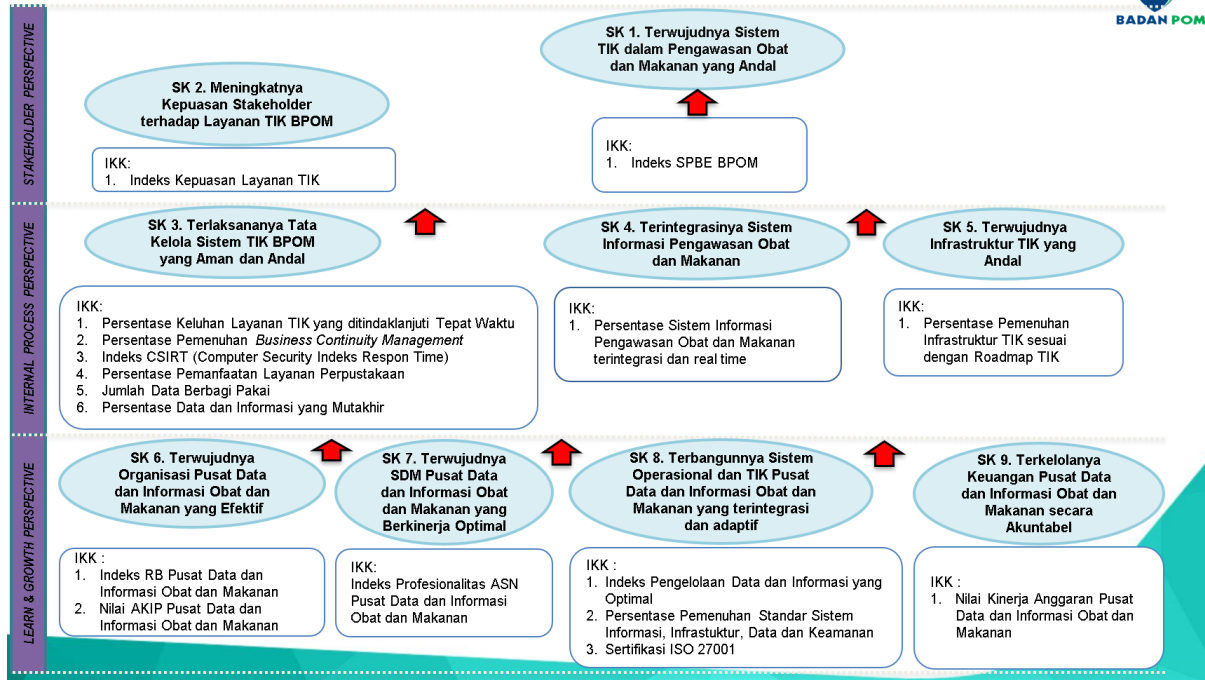 BADAN POM
STAKEHOLDER PERSPECTIVE
SK 1. Terwujudnya Sistem
TIK dalam Pengawasan Obat
dan Makanan yang Andal
SK 2. Meningkatnya
Kepuasan Stakeholder
terhadap Layanan TIK BPOM
IKK:
1. Indeks Kepuasan Layanan TIK
IKK:
1. Indeks SPBE BPOM
INTERNAL PROCESS PERSPECTIVE
SK 3. Terlaksananya Tata
Kelola Sistem TIK BPOM
yang Aman dan Andal
IKK:
1. Persentase Keluhan Layanan TIK yang ditindaklanjuti Tepat Waktu
2. Persentase Pemenuhan Business Continuity Management
3. Indeks CSIRT (Computer Security Indeks Respon Time)
4. Persentase Pemanfaatan Layanan Perpustakaan
5. Jumlah Data Berbagi Pakai
6. Persentase Data dan Informasi yang Mutakhir
SK 4. Terintegrasinya Sistem
Informasi Pengawasan Obat
dan Makanan
IKK:
1. Persentase Sistem Informasi
Pengawasan Obat dan Makanan
terintegrasi dan real time
SK 5. Terwujudnya
Infrastruktur TIK yang
Andal
IKK:
1. Persentase Pemenuhan
Infrastruktur TIK sesuai
dengan Roadmap TIK
LEARN & GROWTH PERSPECTIVE
SK 6. Terwujudnya
Organisasi Pusat Data
dan Informasi Obat dan
Makanan yang Efektif
IKK :
1. Indeks RB Pusat Data dan
Informasi Obat dan Makanan
2. Nilai AKIP Pusat Data dan
Informasi Obat dan Makanan
SK 7. Terwujudnya
SDM Pusat Data
dan Informasi Obat
dan Makanan yang
Berkinerja Optimal
IKK:
Indeks Profesionalitas ASN
Pusat Data dan Informasi
Obat dan Makanan
SK 8. Terbangunnya Sistem
Operasional dan TIK Pusat
Data dan Informasi Obat dan
Makanan yang terintegrasi
dan adaptif
IKK :
1. Indeks Pengelolaan Data dan Informasi yang
Optimal
2. Persentase Pemenuhan Standar Sistem
Informasi, Infrastuktur, Data dan Keamanan
3. Sertifikasi ISO 27001
SK 9. Terkelolanya
Keuangan Pusat Data
dan Informasi Obat dan
Makanan secara
Akuntabel
IKK :
1. Nilai Kinerja Anggaran Pusat
Data dan Informasi Obat dan
Makanan